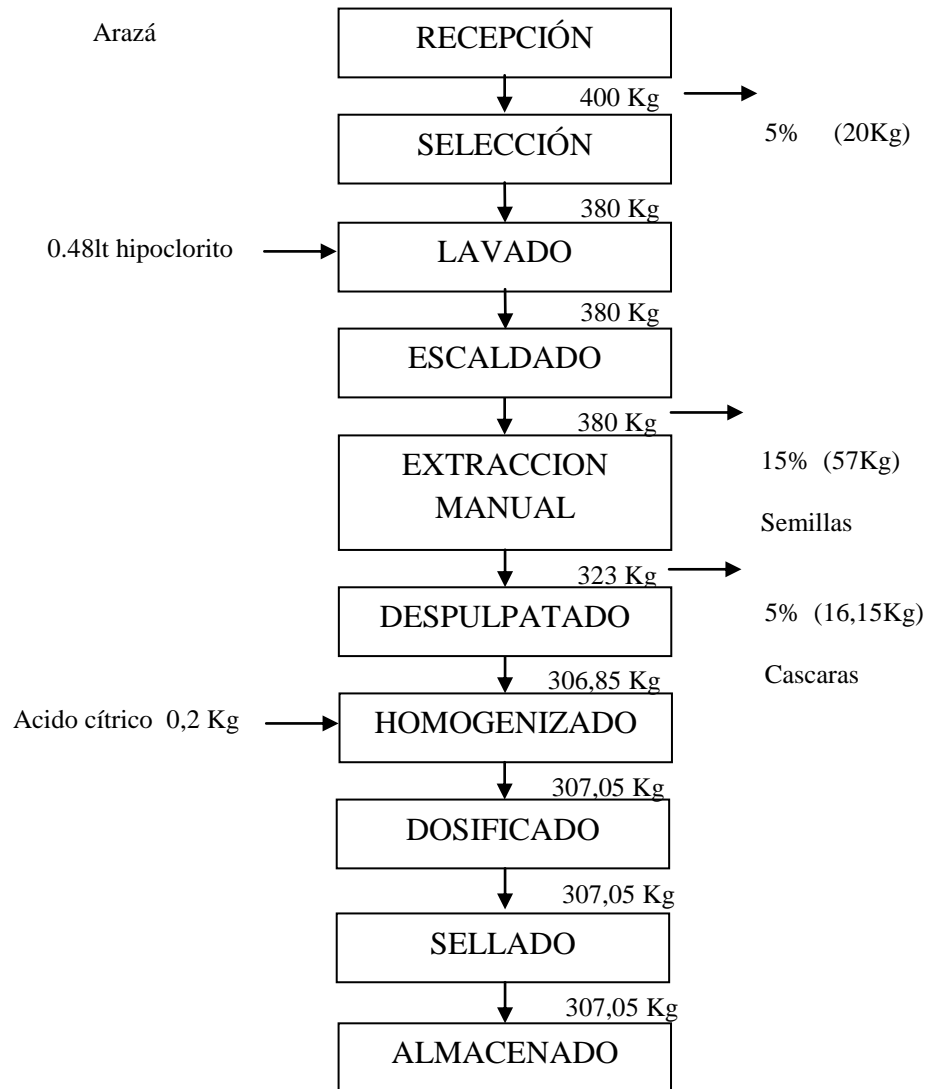 Arazá
RECEPCIÓN
400 Kg
5% (20Kg)
SELECCIÓN
380 Kg
0.48lt hipoclorito
LAVADO
380 Kg
ESCALDADO
380 Kg
15% (57Kg)
Semillas
EXTRACCION
MANUAL
323 Kg
5% (16,15Kg)
Cascaras
DESPULPATADO
306,85 Kg
Acido cítrico 0,2 Kg
HOMOGENIZADO
307,05 Kg
DOSIFICADO
307,05 Kg
SELLADO
307,05 Kg
ALMACENADO